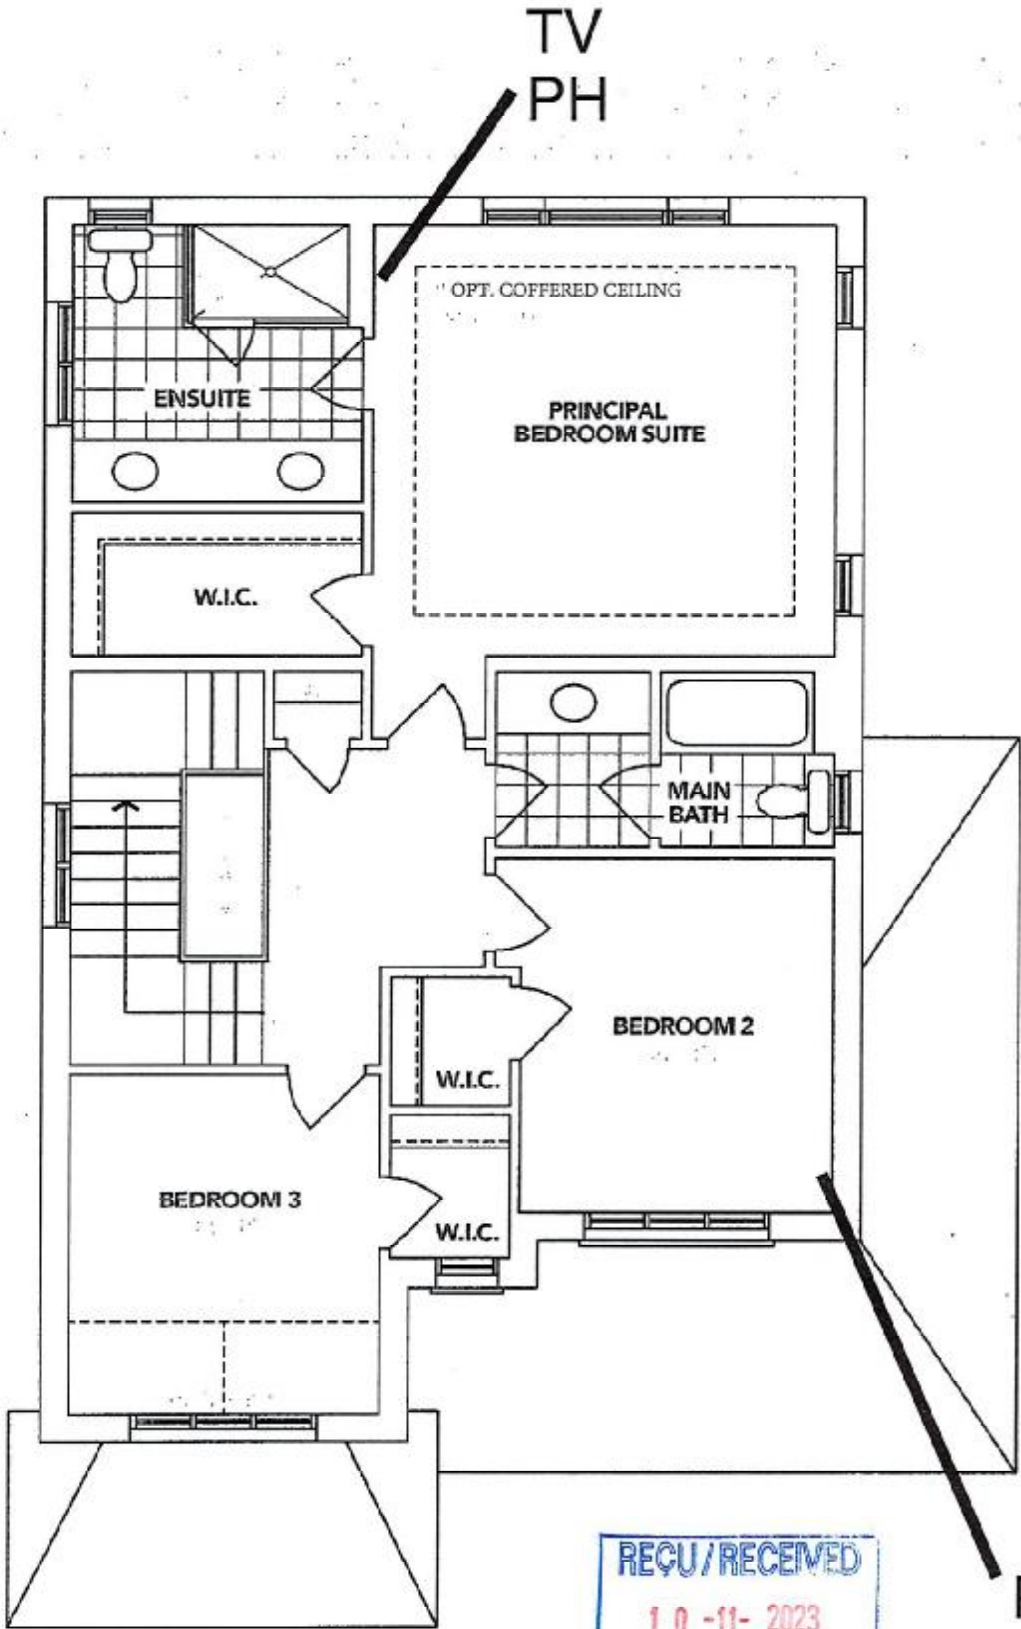 TV
PH
OPT. COFFERED CEILING
ENSUITE
PRINCIPAL
BEDROOM SUITE
W.I.C.
MAIN
BATH
BEDROOM 2
W.I.C.
BEDROOM 3
W.I.C.
REÇU / RECEIVED
10 -11- 2023